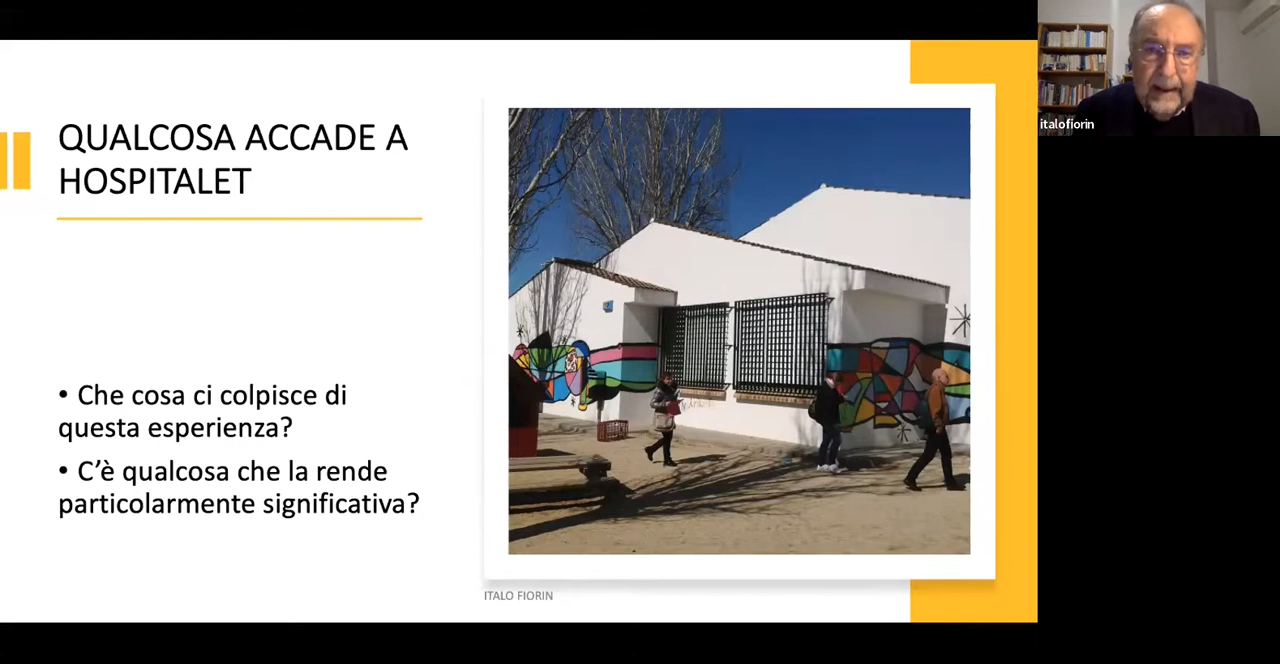 QUALCOSA ACCADE A
HOSPITALET
• Che cosa ci colpisce di
questa esperienza?
• C’è qualcosa che la rende
particolarmente significativa?
ITALO FIORIN
italofiorin